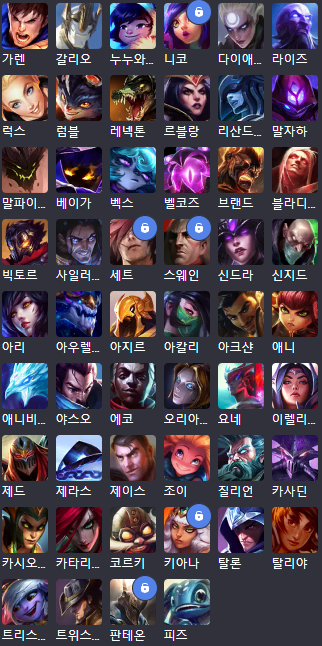 가렌 갈리오 누누와... 니코 다이애... 라이즈
럭스 럼블 레넥톤 르블랑 리산드... 말자하
말파이... 베이가 벡스 벨코즈 브랜드 블라디...
빅토르 사일러... 세트 스웨인 신드라 신지드
아리 아우렐... 아지르 아칼리 아크샨 애니
애니비... 야스오 에코 오리아... 요네 이렐리...
제드 제라스 제이스 조이 질리언 카사딘
카시오... 카타리... 코르키 키아나 탈론 탈리야
트리스... 트위스... 판테온 피즈